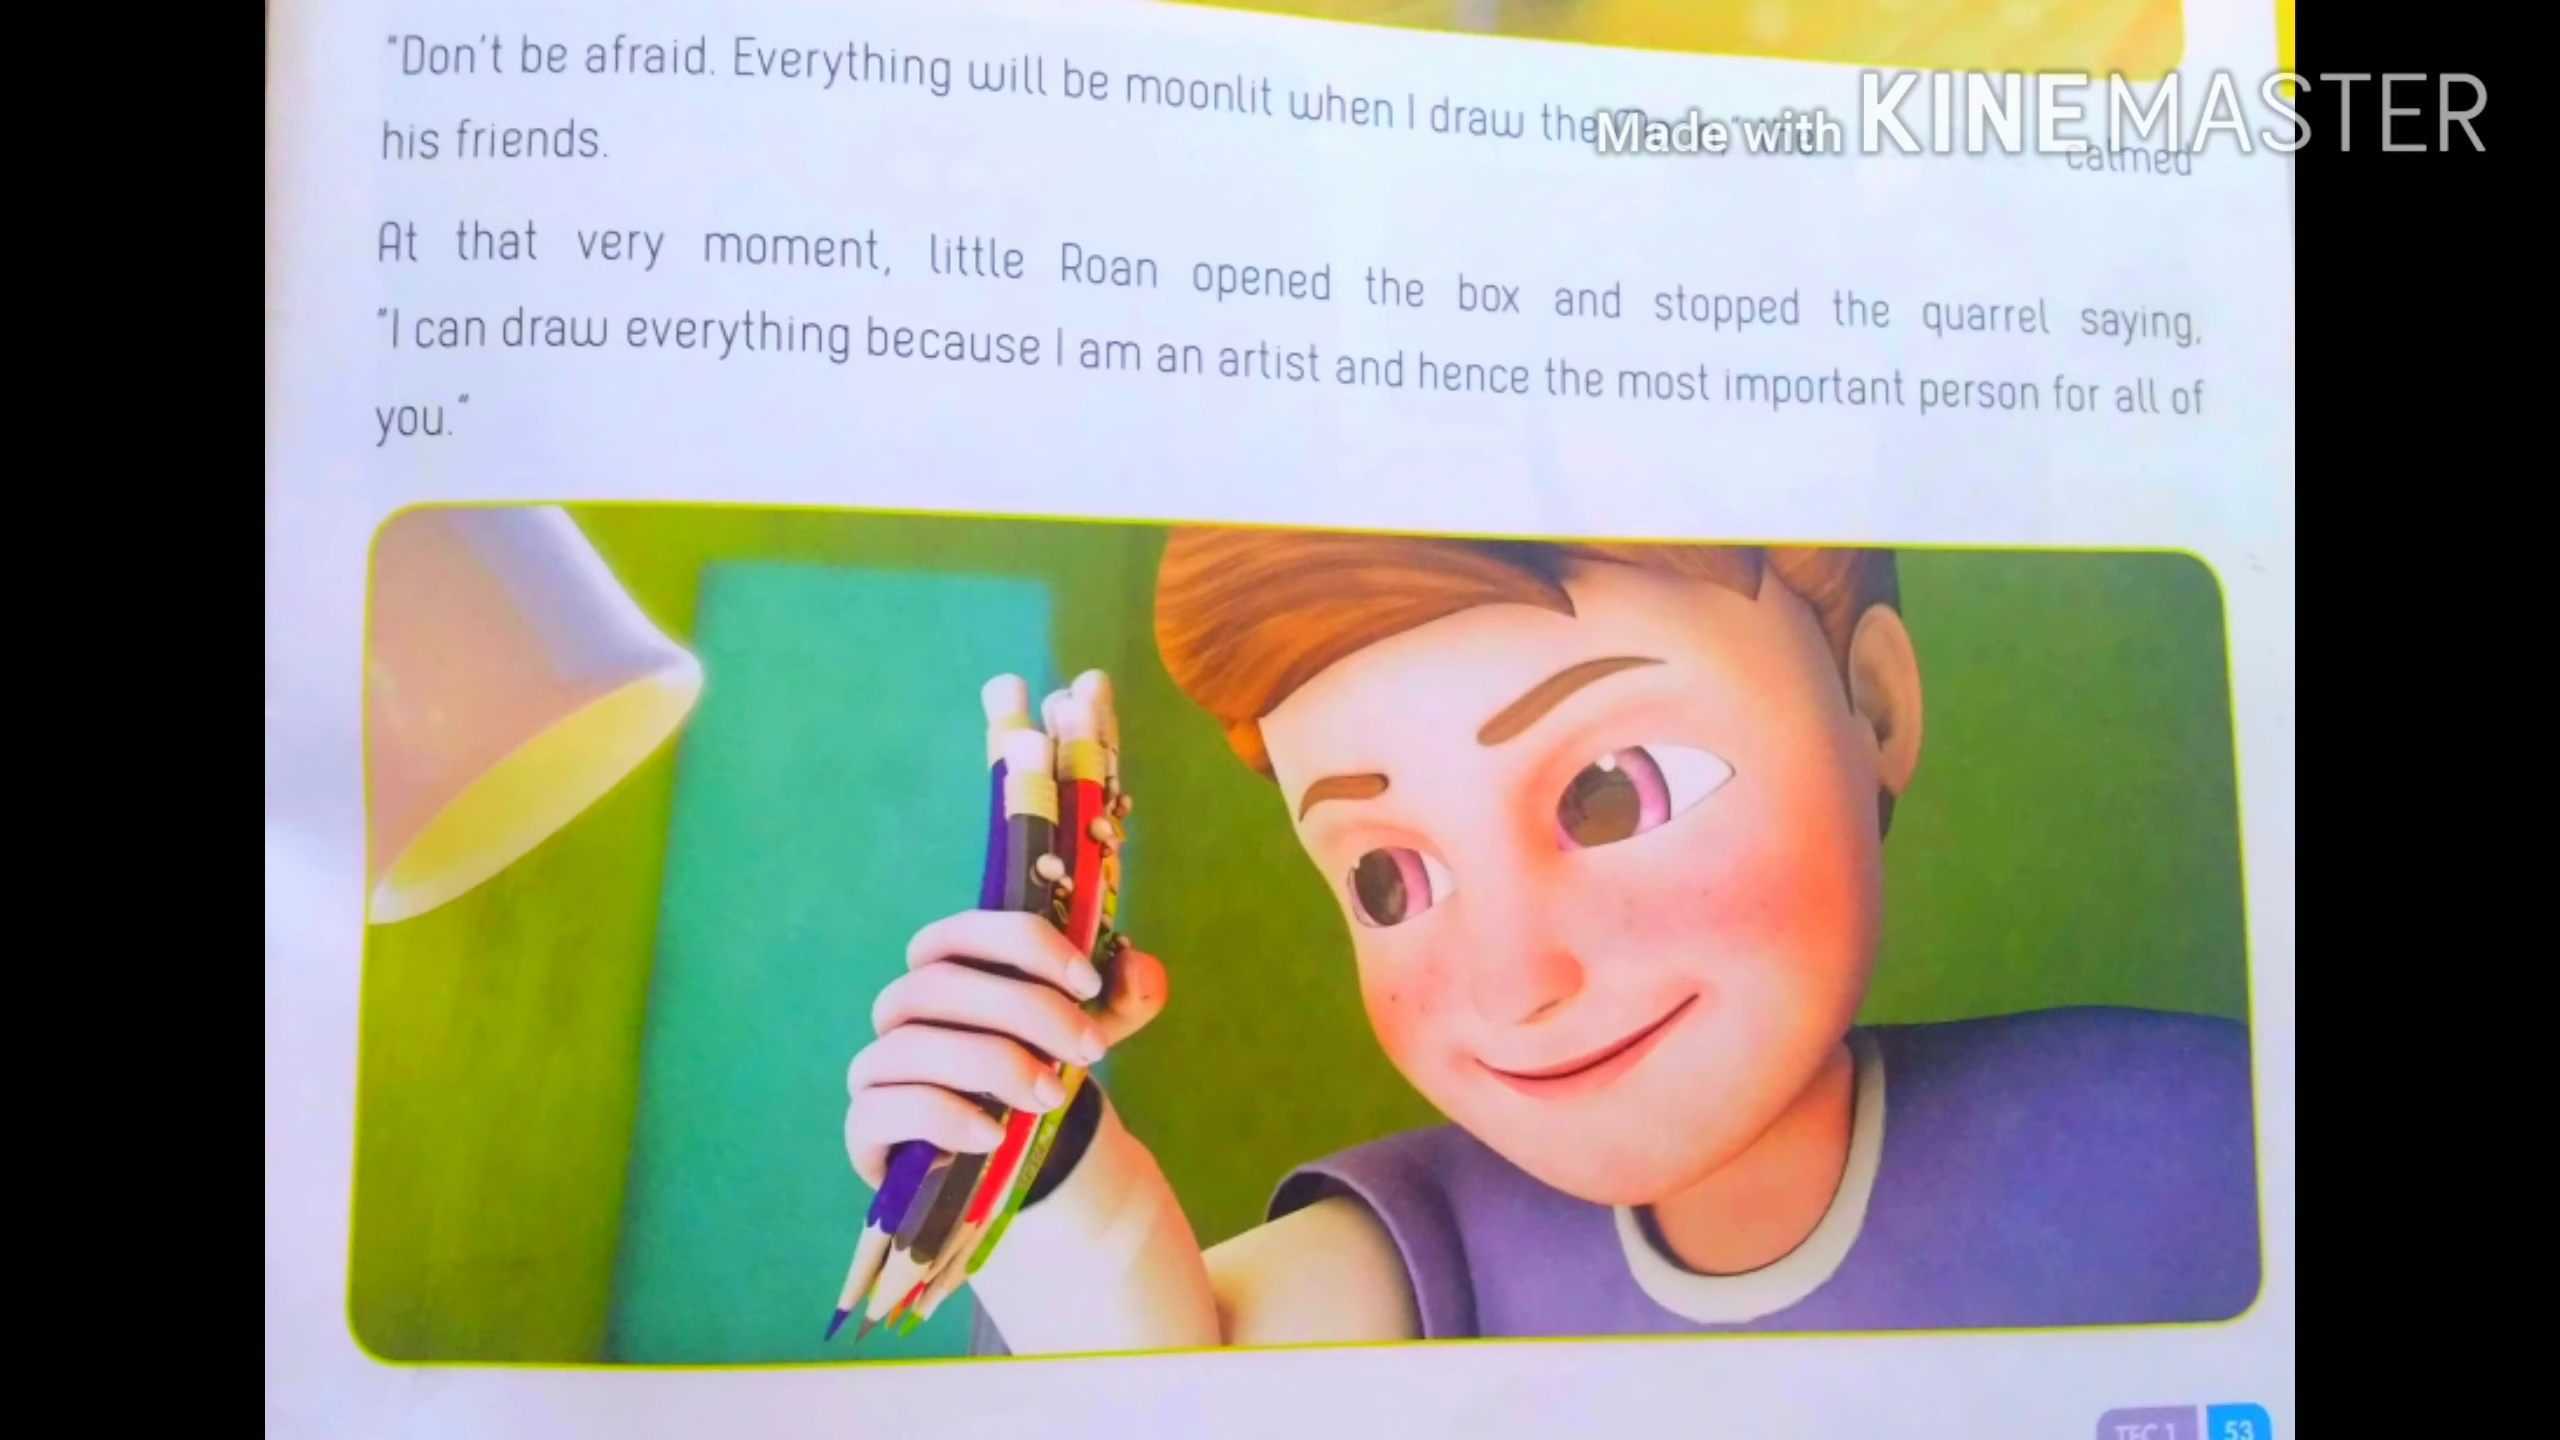 "Don't be afraid. Everything will be moonlit when I draw the calmed
Made with KINEMASTER
his friends.
At that very moment, little Roan opened the box and stopped the quarrel saying,
"I can draw everything because I am an artist and hence the most important person for all of
you."
TEC 1 53